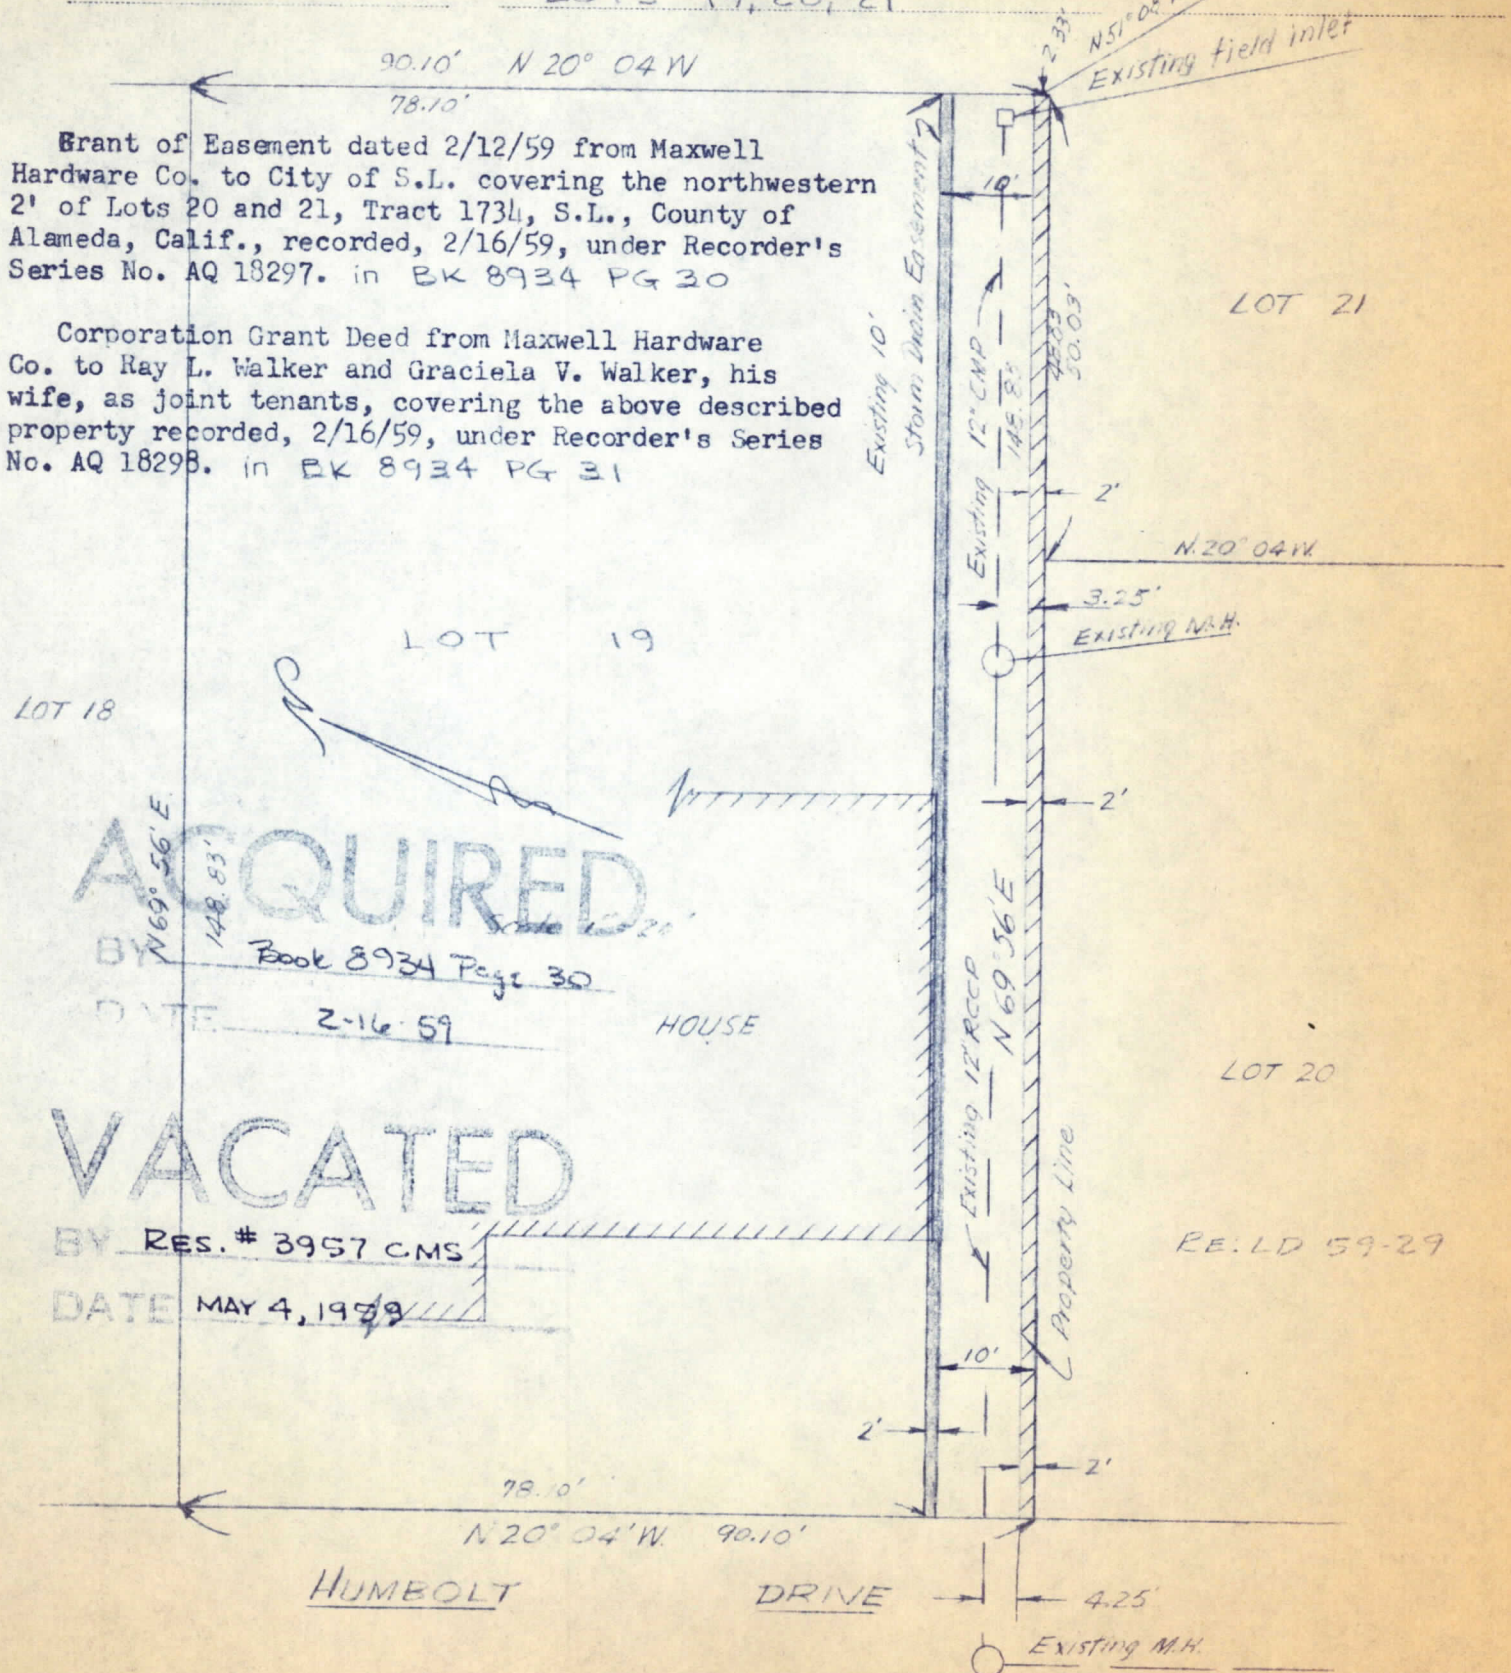 LOTS 19, 20, 21
90.10' N 20° 04 W
78.10'
2.33'
Existing field inlet
Grant of Easement dated 2/12/59 from Maxwell
Hardware Co. to City of S.L. covering the northwestern
2' of Lots 20 and 21, Tract 1734, S.L., County of
Alameda, Calif., recorded, 2/16/59, under Recorder's
Series No. AQ 18297. in BK 8934 PG 30
Corporation Grant Deed from Maxwell Hardware
Co. to Ray L. Walker and Graciela V. Walker, his
wife, as joint tenants, covering the above described
property recorded, 2/16/59, under Recorder's Series
No. AQ 18298. in BK 8934 PG 31
Existing 10'
Storm Drain Easement
10'
Existing 12" CMP
148.83
50.03'
LOT 21
2'
N.20° 04 W.
3.25'
Existing M.H.
LOT 19
LOT 18
N
N69° 56' E.
148.83'
2'
ACQUIRED
Scale 1"=20'
BY Book 8934 Page 30
DATE 2-16-59
HOUSE
Existing 12" RCCP
N 69° 56' E
LOT 20
VACATED
BY RES. # 3957 CMS
DATE MAY 4, 1959
Property Line
RE: LD 59-29
10'
2'
2'
78.10'
N 20° 04' W. 90.10'
HUMBOLT DRIVE
4.25'
Existing M.H.